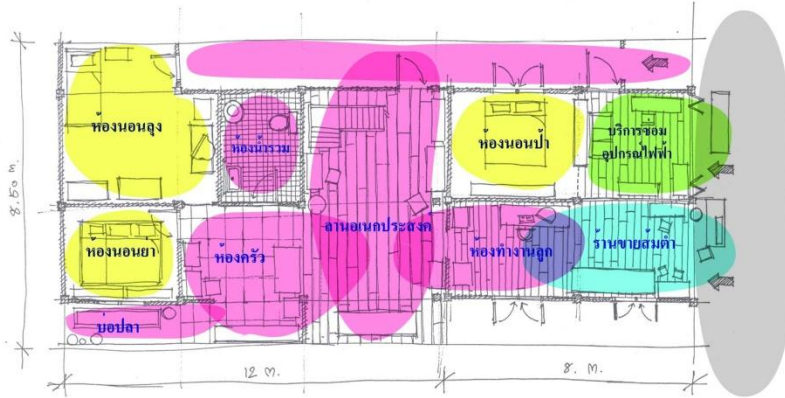 ห้องนอนลุง
ห้องน้ำรวม
ห้องนอนป้า
บริการซ่อม
อุปกรณ์ไฟฟ้า
8.50 m.
ห้องนอนย่า
ห้องครัว
ลานอเนกประสงค์
ห้องทำงานลูก
ร้านขายส้มตำ
บ่อปลา
12 m.
8. m.